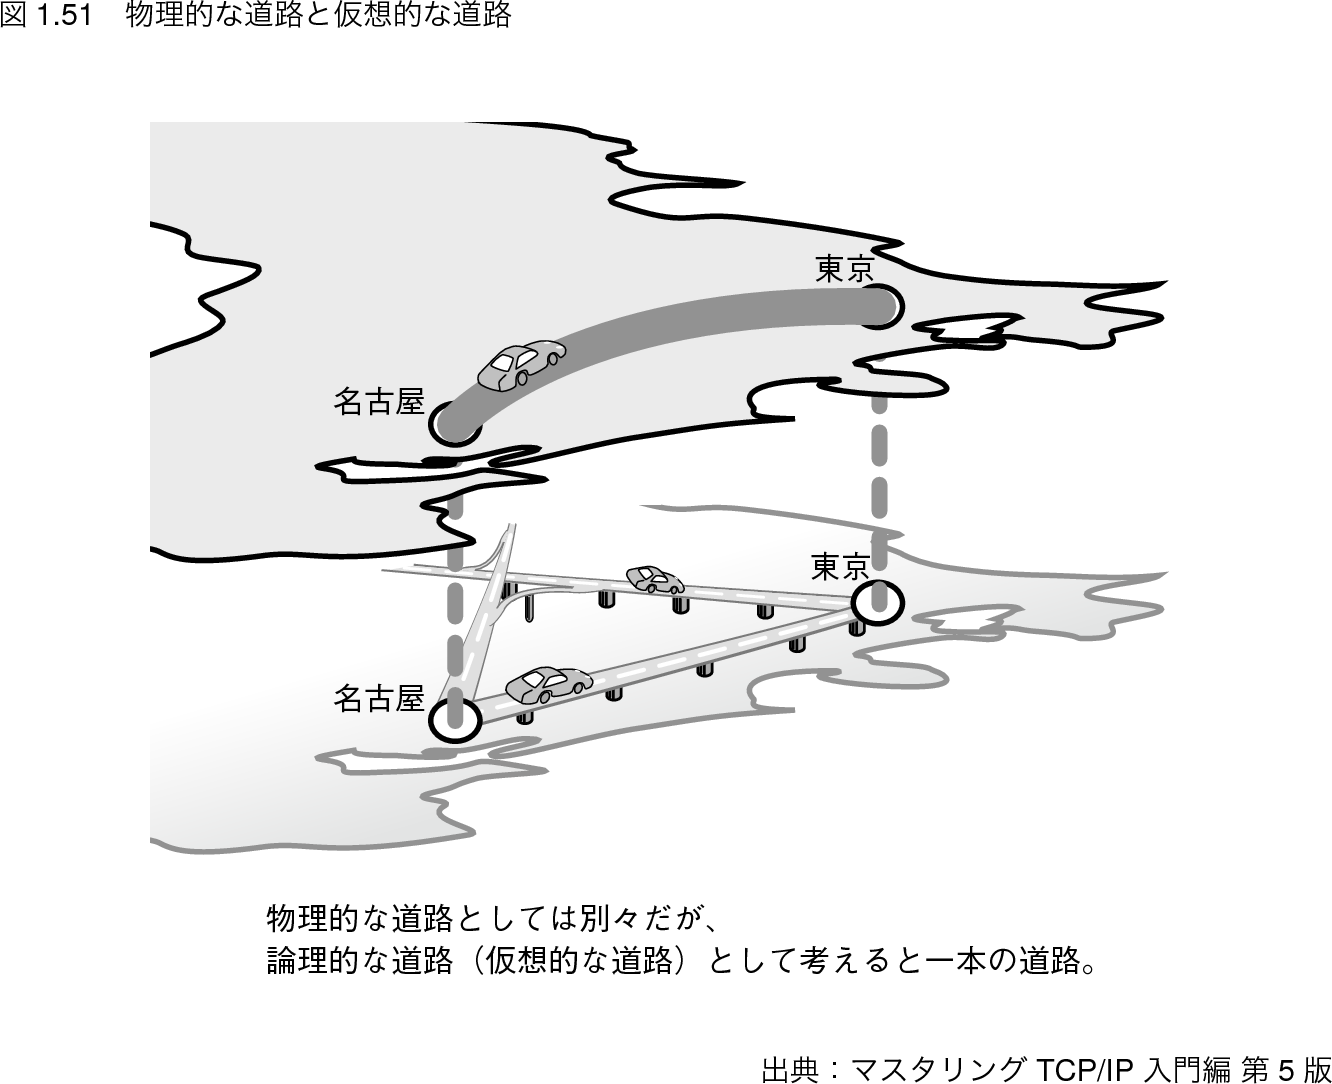 図 1.51　物理的な道路と仮想的な道路
東京
名古屋
東京
名古屋
物理的な道路としては別々だが、
論理的な道路（仮想的な道路）として考えると一本の道路。
出典：マスタリング TCP/IP 入門編 第 5 版